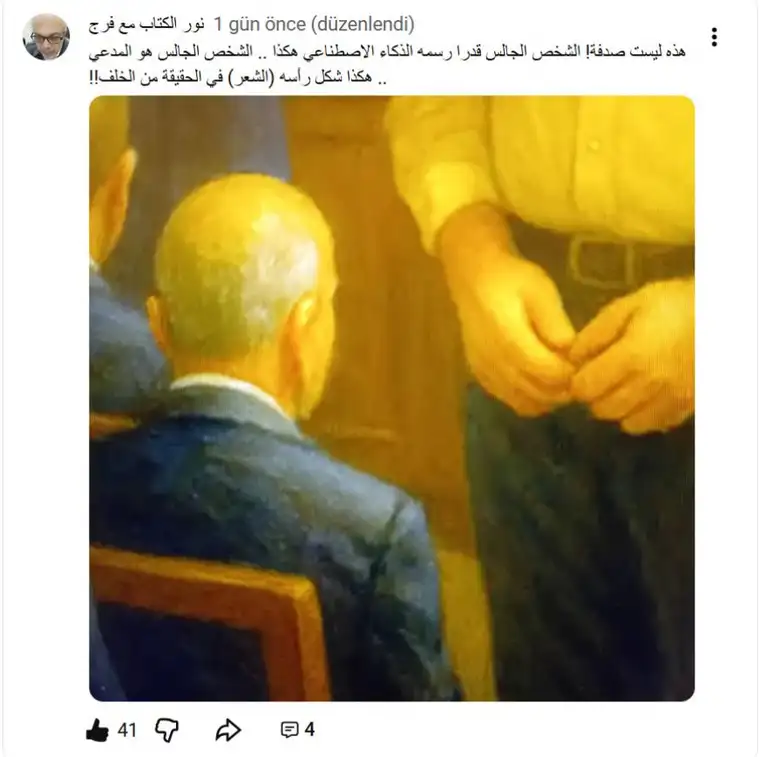 نور الكتاب مع فرج 1 gün önce (düzenlendi)
هذه ليست صدفة! الشخص الجالس قدرا رسمه الذكاء الاصطناعي هكذا .. الشخص الجالس هو المدعي
.. هكذا شكل رأسه (الشعر) في الحقيقة من الخلف!!
41 4